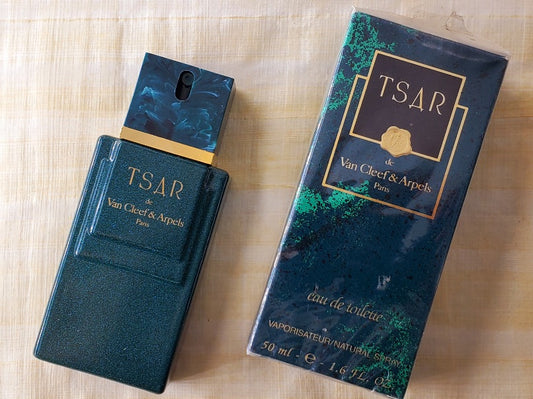 TSAR
de
Van Cleef & Arpels
Paris
TSAR
de
Van Cleef & Arpels
Paris
eau de toilette
VAPORISATEUR/NATURAL SPRAY
50 ml - e - 1.6 FL. Oz.